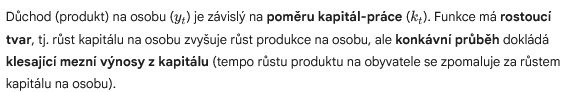 Důchod (produkt) na osobu (yₜ) je závislý na poměru kapitál-práce (kₜ). Funkce má rostoucí
tvar, tj. růst kapitálu na osobu zvyšuje růst produkce na osobu, ale konkávní průběh dokládá
klesající mezní výnosy z kapitálu (tempo růstu produktu na obyvatele se zpomaluje za růstem
kapitálu na osobu).